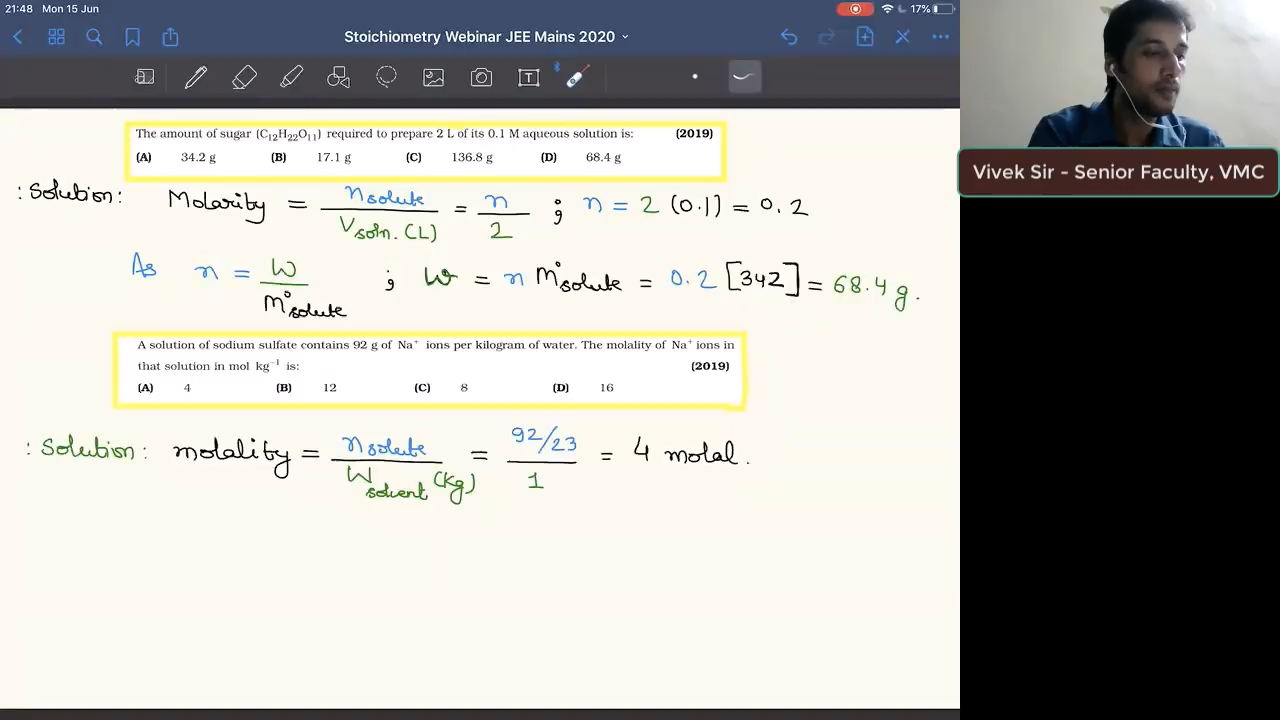 21:48 Mon 15 Jun
17%
Stoichiometry Webinar JEE Mains 2020
T
The amount of sugar (C₁₂H₂₂O₁₁) required to prepare 2 L of its 0.1 M aqueous solution is: (2019)
(A) 34.2 g (B) 17.1 g (C) 136.8 g (D) 68.4 g
: Solution: Molarity = n solute / V soln. (L) = n / 2 ; n = 2 (0.1) = 0.2
As n = W / M° solute ; W = n M° solute = 0.2 [342] = 68.4 g.
A solution of sodium sulfate contains 92 g of Na⁺ ions per kilogram of water. The molality of Na⁺ ions in
that solution in mol kg⁻¹ is: (2019)
(A) 4 (B) 12 (C) 8 (D) 16
: Solution: molality = n solute / W solvent (Kg) = 92/23 / 1 = 4 molal.
Vivek Sir - Senior Faculty, VMC